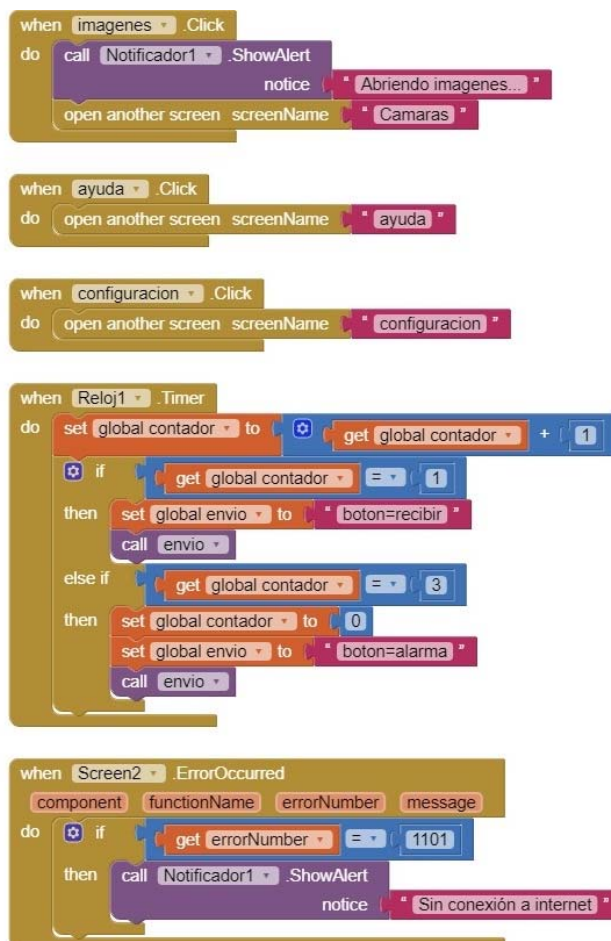 when imagenes .Click
do call Notificador1 .ShowAlert
notice " Abriendo imagenes... "
open another screen screenName " Camaras "
when ayuda .Click
do open another screen screenName " ayuda "
when configuracion .Click
do open another screen screenName " configuracion "
when Reloj1 .Timer
do set global contador to get global contador + 1
if get global contador = 1
then set global envio to " boton=recibir "
call envio
else if get global contador = 3
then set global contador to 0
set global envio to " boton=alarma "
call envio
when Screen2 .ErrorOccurred
component functionName errorNumber message
do if get errorNumber = 1101
then call Notificador1 .ShowAlert
notice " Sin conexión a internet "